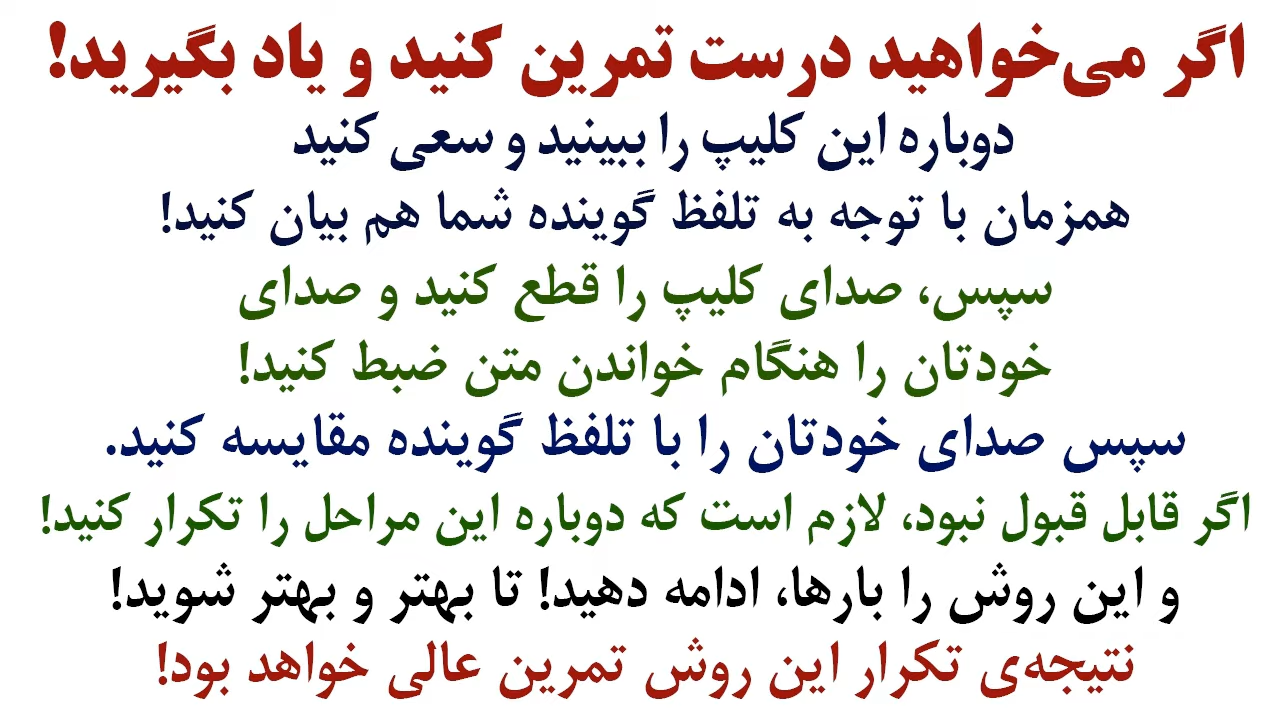 اگر می‌خواهید درست تمرین کنید و یاد بگیرید!
دوباره این کلیپ را ببینید و سعی کنید
همزمان با توجه به تلفظ گوینده شما هم بیان کنید!
سپس، صدای کلیپ را قطع کنید و صدای
خودتان را هنگام خواندن متن ضبط کنید!
سپس صدای خودتان را با تلفظ گوینده مقایسه کنید.
اگر قابل قبول نبود، لازم است که دوباره این مراحل را تکرار کنید!
و این روش را بارها، ادامه دهید! تا بهتر و بهتر شوید!
نتیجه‌ی تکرار این روش تمرین عالی خواهد بود!